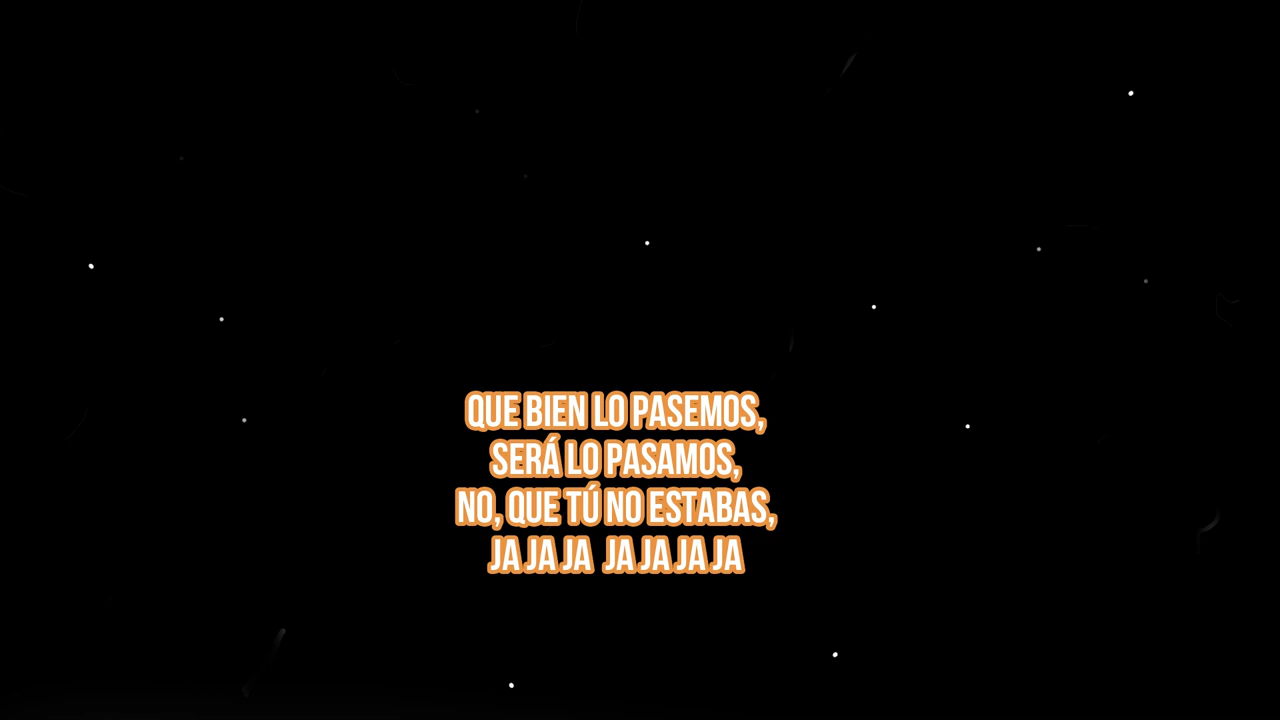 QUE BIEN LO PASEMOS,
SERÁ LO PASAMOS,
NO, QUE TÚ NO ESTABAS,
JA JA JA  JA JA JA JA